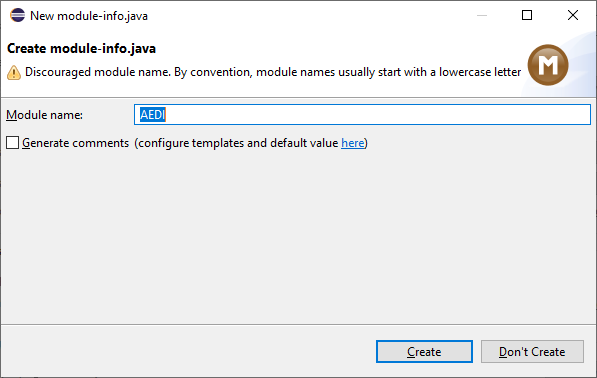 New module-info.java
Create module-info.java
Discouraged module name. By convention, module names usually start with a lowercase letter
M
Module name: AEDI
Generate comments (configure templates and default value here)
Create Don't Create